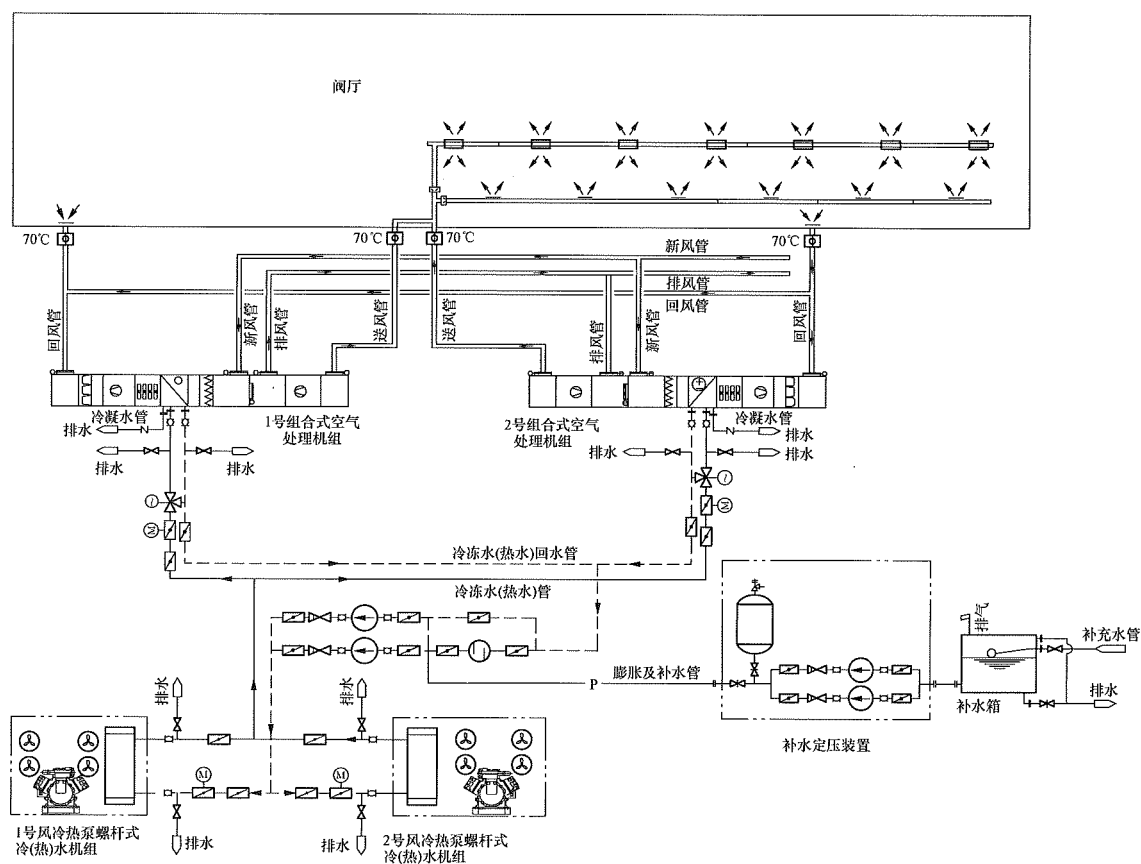 阀厅
70℃
70℃
70℃
70℃
新风管
排风管
回风管
回风管
新风管
排风管
送风管
送风管
排风管
新风管
回风管
冷凝水管
排水
1号组合式空气
处理机组
2号组合式空气
处理机组
冷凝水管
排水
排水
排水
排水
排水
M
M
冷冻水(热水)回水管
冷冻水(热水)管
排气
补充水管
膨胀及补水管
P
排水
补水箱
排水
排水
补水定压装置
M
M
1号风冷热泵螺杆式
冷(热)水机组
排水
排水
2号风冷热泵螺杆式
冷(热)水机组